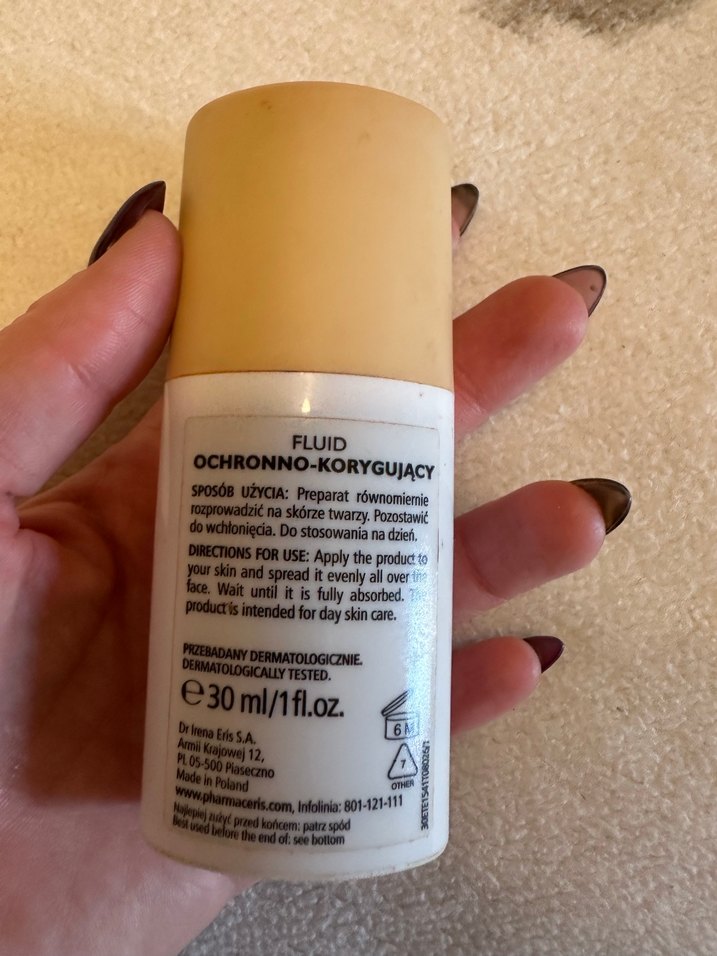 FLUID
OCHRONNO-KORYGUJĄCY
SPOSÓB UŻYCIA: Preparat równomiernie
rozprowadzić na skórze twarzy. Pozostawić
do wchłonięcia. Do stosowania na dzień.
DIRECTIONS FOR USE: Apply the product to
your skin and spread it evenly all over the
face. Wait until it is fully absorbed. The
product is intended for day skin care.
PRZEBADANY DERMATOLOGICZNIE.
DERMATOLOGICALLY TESTED.
℮ 30 ml/1 fl.oz.
6 M
Dr Irena Eris S.A.
Armii Krajowej 12,
PL 05-500 Piaseczno
Made in Poland
www.pharmaceris.com, Infolinia: 801-121-111
Najlepiej zużyć przed końcem: patrz spód
Best used before the end of: see bottom
7
OTHER